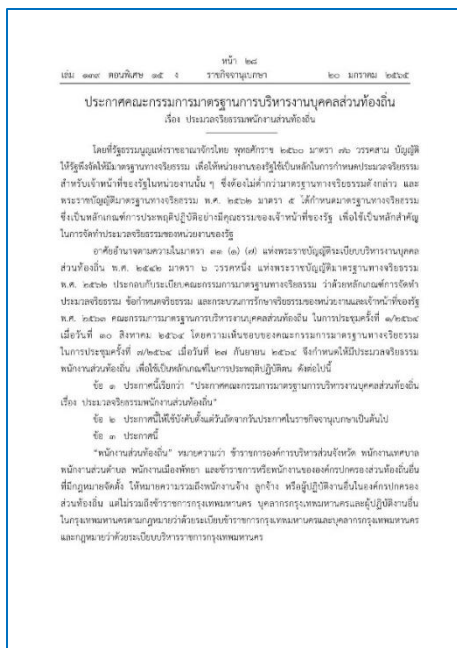 หน้า ๒๘
เล่ม ๑๓๙ ตอนพิเศษ ๑๕ ง ราชกิจจานุเบกษา ๒๐ มกราคม ๒๕๖๕
ประกาศคณะกรรมการมาตรฐานการบริหารงานบุคคลส่วนท้องถิ่น
เรื่อง ประมวลจริยธรรมพนักงานส่วนท้องถิ่น
โดยที่รัฐธรรมนูญแห่งราชอาณาจักรไทย พุทธศักราช ๒๕๖๐ มาตรา ๗๖ วรรคสาม บัญญัติ
ให้รัฐพึงจัดให้มีมาตรฐานทางจริยธรรม เพื่อให้หน่วยงานของรัฐใช้เป็นหลักในการกำหนดประมวลจริยธรรม
สำหรับเจ้าหน้าที่ของรัฐในหน่วยงานนั้น ๆ ซึ่งต้องไม่ต่ำกว่ามาตรฐานทางจริยธรรมดังกล่าว และ
พระราชบัญญัติมาตรฐานทางจริยธรรม พ.ศ. ๒๕๖๒ มาตรา ๕ ได้กำหนดมาตรฐานทางจริยธรรม
ซึ่งเป็นหลักเกณฑ์การประพฤติปฏิบัติอย่างมีคุณธรรมของเจ้าหน้าที่ของรัฐ เพื่อใช้เป็นหลักสำคัญ
ในการจัดทำประมวลจริยธรรมของหน่วยงานของรัฐ
อาศัยอำนาจตามความในมาตรา ๓๓ (๑) (๗) แห่งพระราชบัญญัติระเบียบบริหารงานบุคคล
ส่วนท้องถิ่น พ.ศ. ๒๕๔๒ มาตรา ๖ วรรคหนึ่ง แห่งพระราชบัญญัติมาตรฐานทางจริยธรรม
พ.ศ. ๒๕๖๒ ประกอบกับระเบียบคณะกรรมการมาตรฐานทางจริยธรรม ว่าด้วยหลักเกณฑ์การจัดทำ
ประมวลจริยธรรม ข้อกำหนดจริยธรรม และกระบวนการรักษาจริยธรรมของหน่วยงานและเจ้าหน้าที่ของรัฐ
พ.ศ. ๒๕๖๓ คณะกรรมการมาตรฐานการบริหารงานบุคคลส่วนท้องถิ่น ในการประชุมครั้งที่ ๑/๒๕๖๔
เมื่อวันที่ ๓๐ สิงหาคม ๒๕๖๔ โดยความเห็นชอบของคณะกรรมการมาตรฐานทางจริยธรรม
ในการประชุมครั้งที่ ๗/๒๕๖๔ เมื่อวันที่ ๒๗ กันยายน ๒๕๖๔ จึงกำหนดให้มีประมวลจริยธรรม
พนักงานส่วนท้องถิ่น เพื่อใช้เป็นหลักเกณฑ์ในการประพฤติปฏิบัติตน ดังต่อไปนี้
ข้อ ๑ ประกาศนี้เรียกว่า “ประกาศคณะกรรมการมาตรฐานการบริหารงานบุคคลส่วนท้องถิ่น
เรื่อง ประมวลจริยธรรมพนักงานส่วนท้องถิ่น”
ข้อ ๒ ประกาศนี้ให้ใช้บังคับตั้งแต่วันถัดจากวันประกาศในราชกิจจานุเบกษาเป็นต้นไป
ข้อ ๓ ประกาศนี้
“พนักงานส่วนท้องถิ่น” หมายความว่า ข้าราชการองค์การบริหารส่วนจังหวัด พนักงานเทศบาล
พนักงานส่วนตำบล พนักงานเมืองพัทยา และข้าราชการหรือพนักงานขององค์กรปกครองส่วนท้องถิ่นอื่น
ที่มีกฎหมายจัดตั้ง ให้หมายความรวมถึงพนักงานจ้าง ลูกจ้าง หรือผู้ปฏิบัติงานอื่นในองค์กรปกครอง
ส่วนท้องถิ่น แต่ไม่รวมถึงข้าราชการกรุงเทพมหานคร บุคลากรกรุงเทพมหานครและผู้ปฏิบัติงานอื่น
ในกรุงเทพมหานครตามกฎหมายว่าด้วยระเบียบข้าราชการกรุงเทพมหานครและบุคลากรกรุงเทพมหานคร
และกฎหมายว่าด้วยระเบียบบริหารราชการกรุงเทพมหานคร